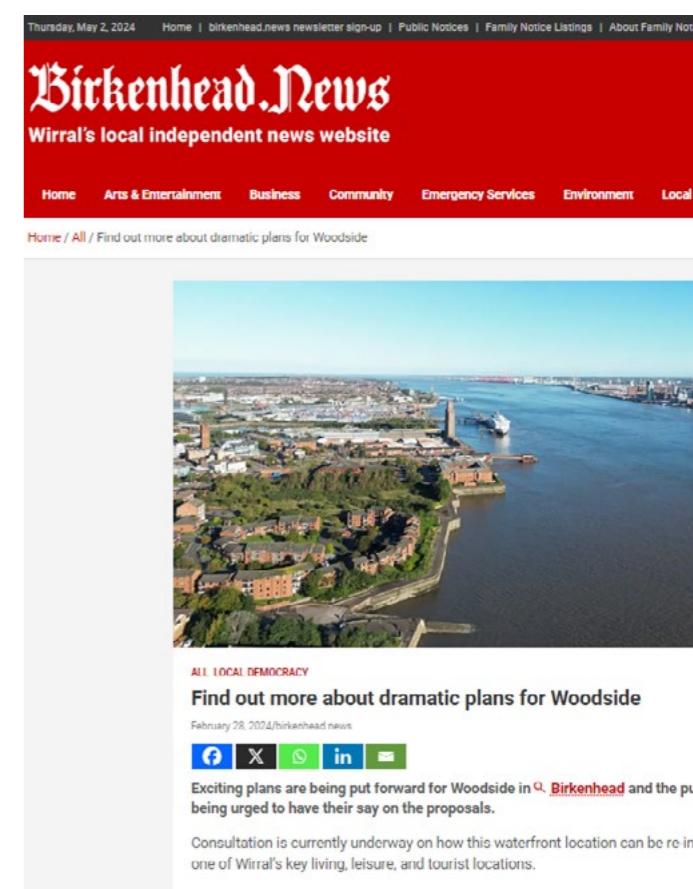 Thursday, May 2, 2024 Home | birkenhead.news newsletter sign-up | Public Notices | Family Notice Listings | About Family Not
Birkenhead.News
Wirral's local independent news website
Home Arts & Entertainment Business Community Emergency Services Environment Local
Home / All / Find out more about dramatic plans for Woodside
ALL LOCAL DEMOCRACY
Find out more about dramatic plans for Woodside
February 28, 2024/birkenhead.news
Exciting plans are being put forward for Woodside in Birkenhead and the pu
being urged to have their say on the proposals.
Consultation is currently underway on how this waterfront location can be re-in
one of Wirral's key living, leisure, and tourist locations.